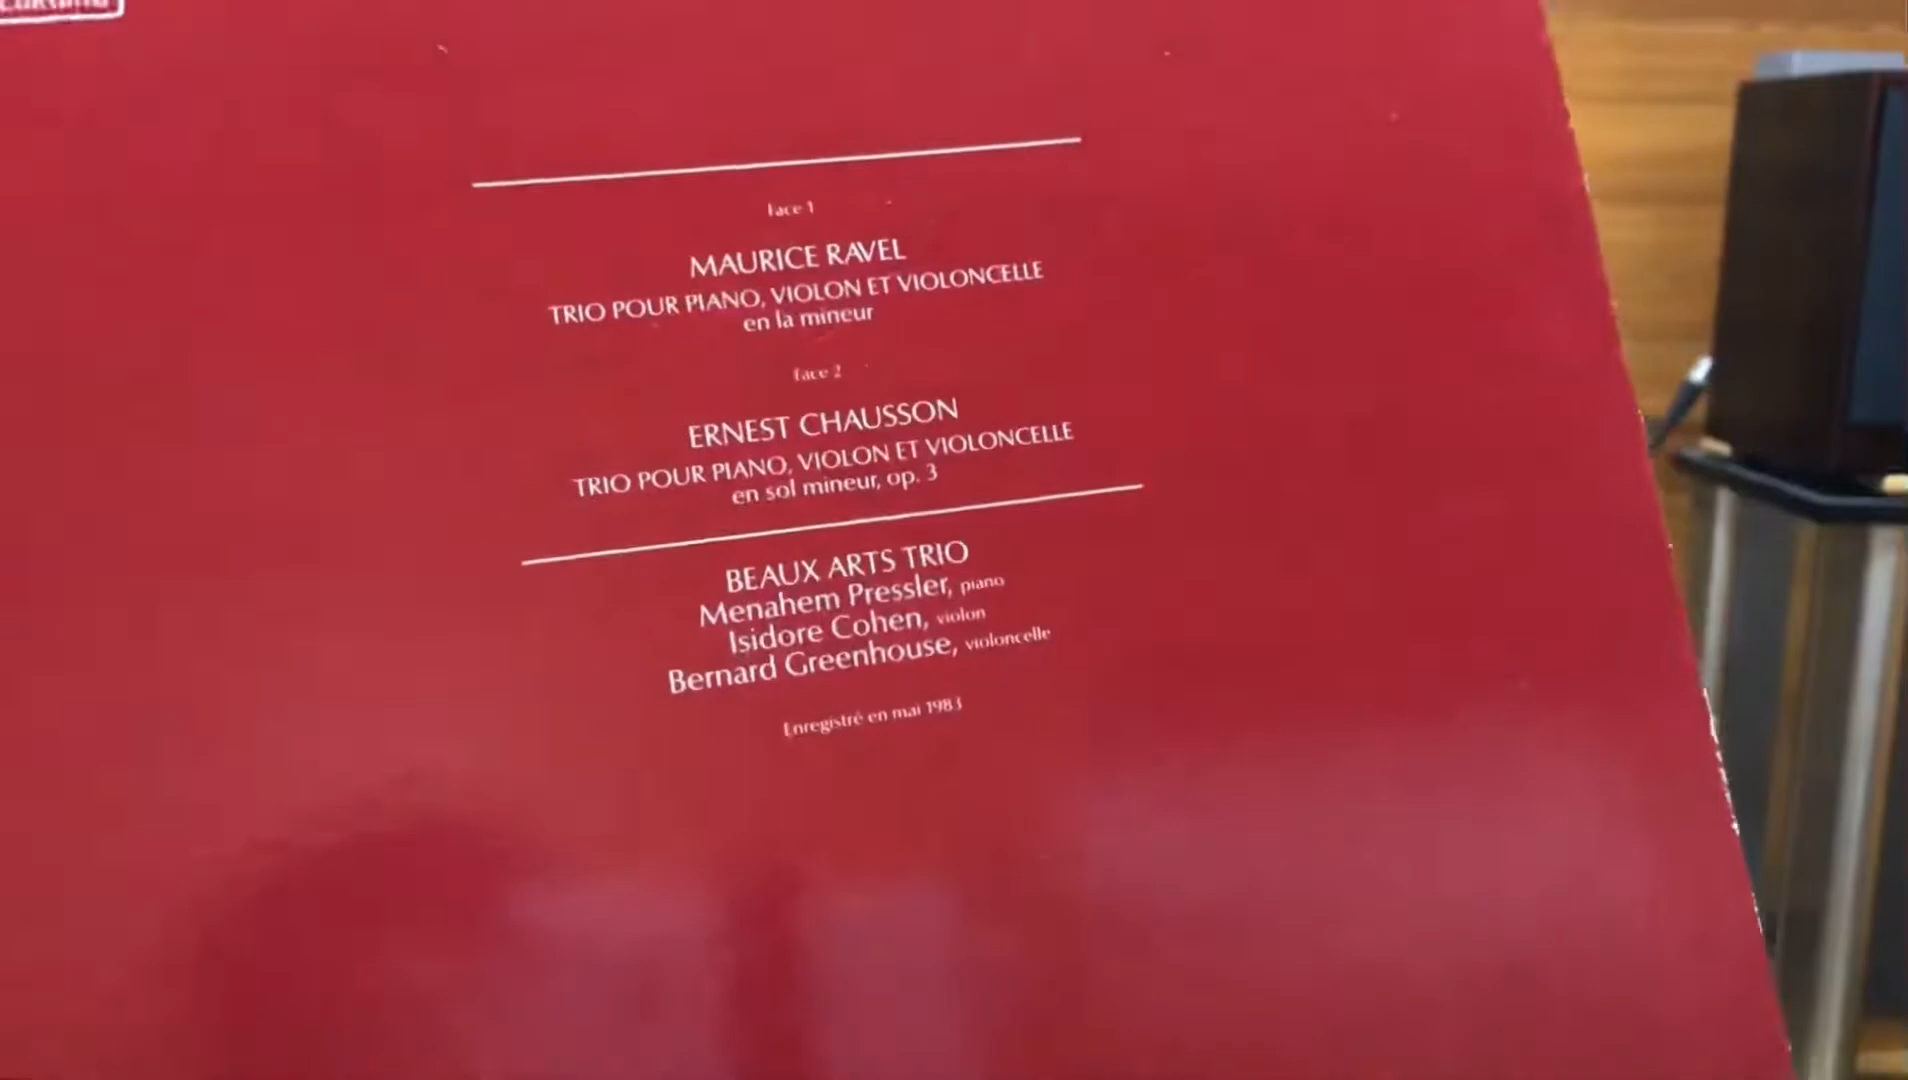 face 1
MAURICE RAVEL
TRIO POUR PIANO, VIOLON ET VIOLONCELLE
en la mineur
face 2
ERNEST CHAUSSON
TRIO POUR PIANO, VIOLON ET VIOLONCELLE
en sol mineur, op. 3
BEAUX ARTS TRIO
Menahem Pressler, piano
Isidore Cohen, violon
Bernard Greenhouse, violoncelle
Enregistré en mai 1983